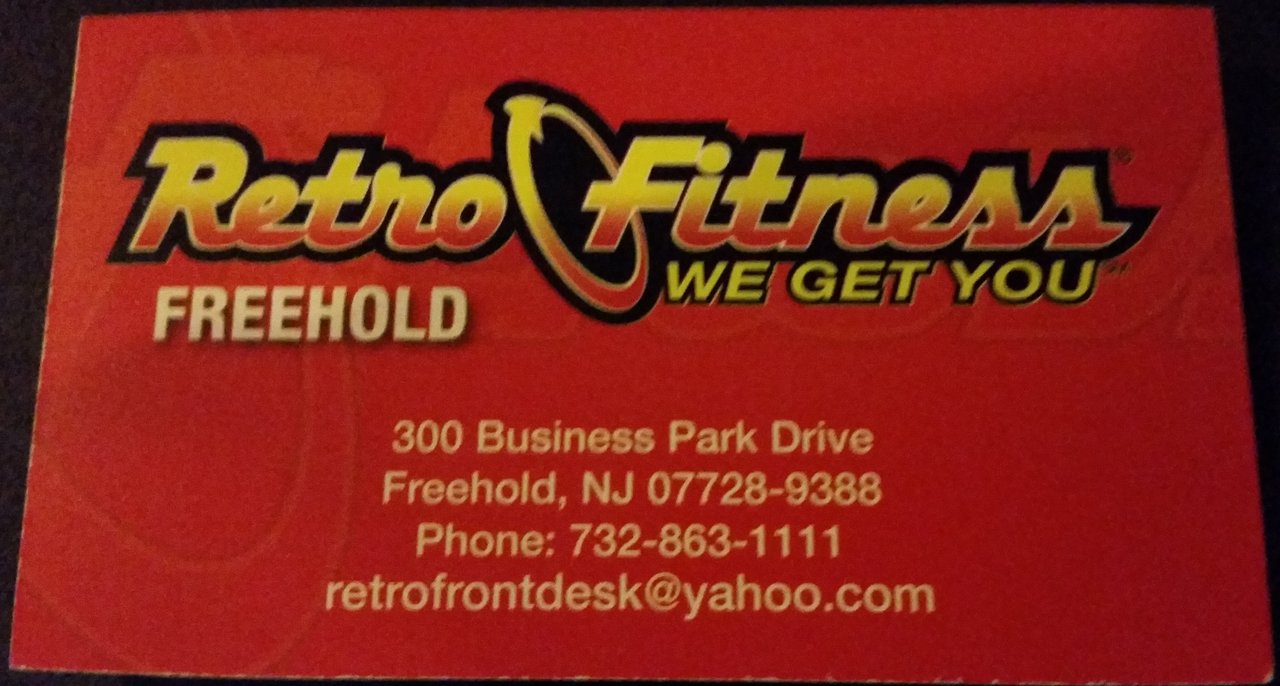 Retro Fitness®
WE GET YOU℠
FREEHOLD
300 Business Park Drive
Freehold, NJ 07728-9388
Phone: 732-863-1111
retrofrontdesk@yahoo.com